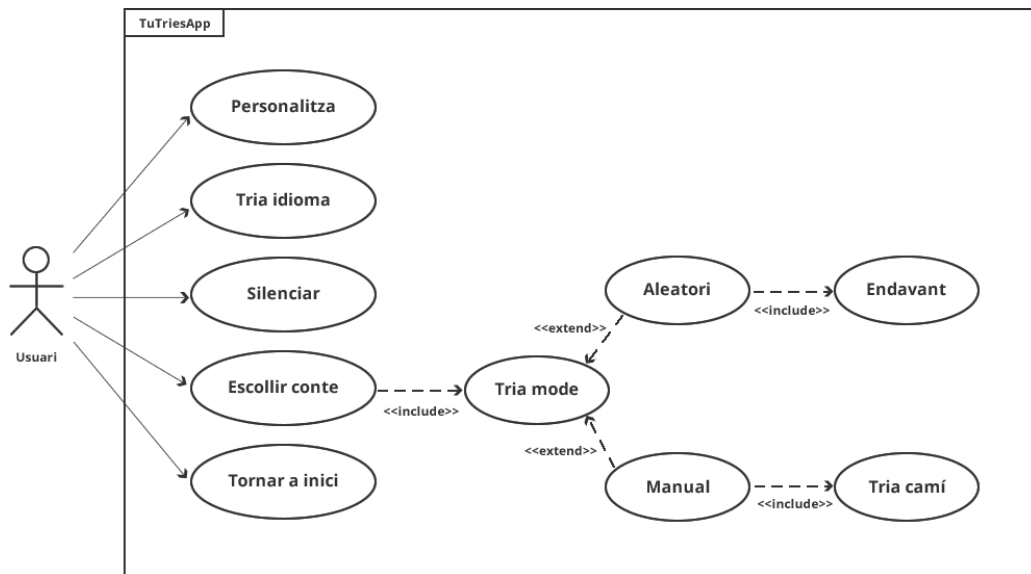 TuTriesApp
Personalitza
Tria idioma
Silenciar
Escollir conte
Tornar a inici
Usuari
<<include>>
Tria mode
<<extend>>
<<extend>>
Aleatori
<<include>>
Endavant
Manual
<<include>>
Tria camí